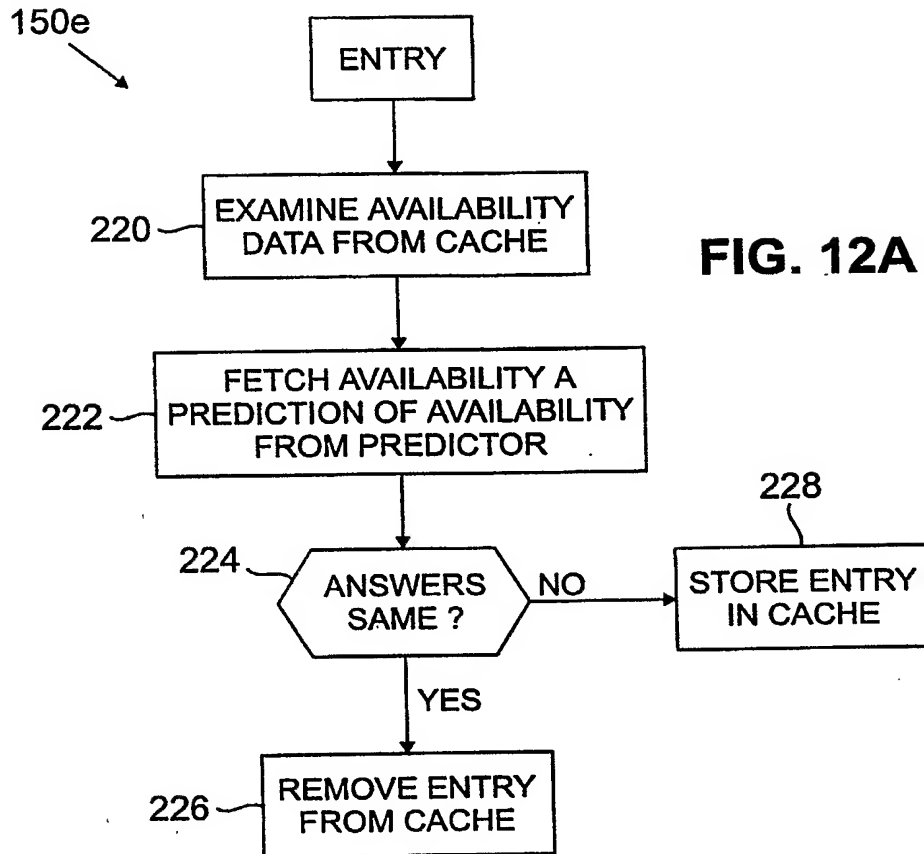 150e
ENTRY
220
EXAMINE AVAILABILITY
DATA FROM CACHE
FIG. 12A
222
FETCH AVAILABILITY A
PREDICTION OF AVAILABILITY
FROM PREDICTOR
224
ANSWERS
SAME ?
NO
228
STORE ENTRY
IN CACHE
YES
226
REMOVE ENTRY
FROM CACHE